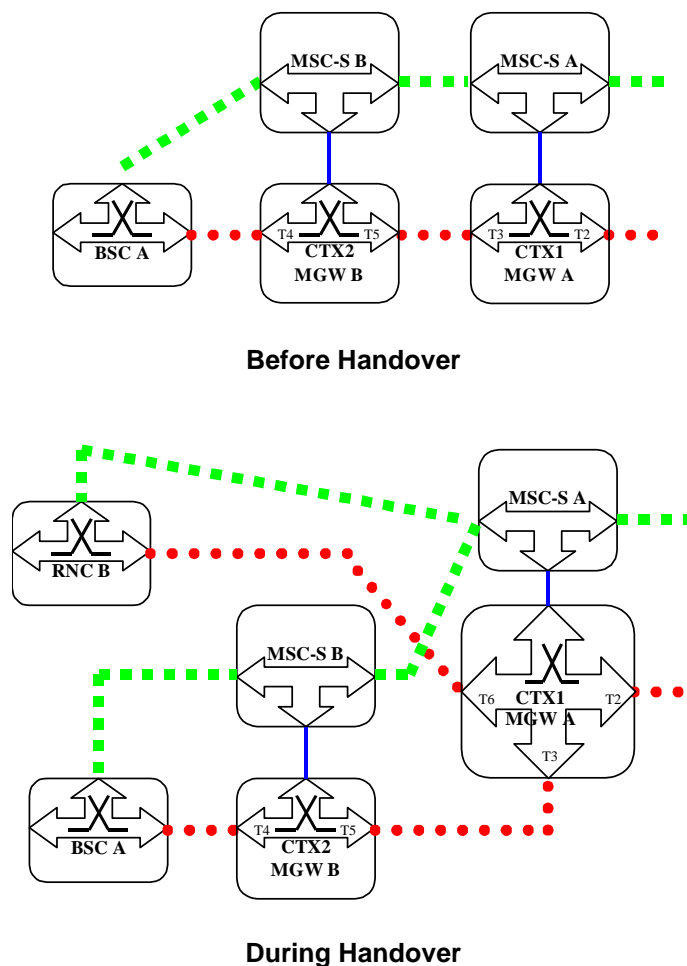 MSC-S B
MSC-S A
BSC A
T4
T5
CTX2
MGW B
T3
T2
CTX1
MGW A
Before Handover
MSC-S A
RNC B
MSC-S B
T6
CTX1
T2
MGW A
T3
BSC A
T4
T5
CTX2
MGW B
During Handover